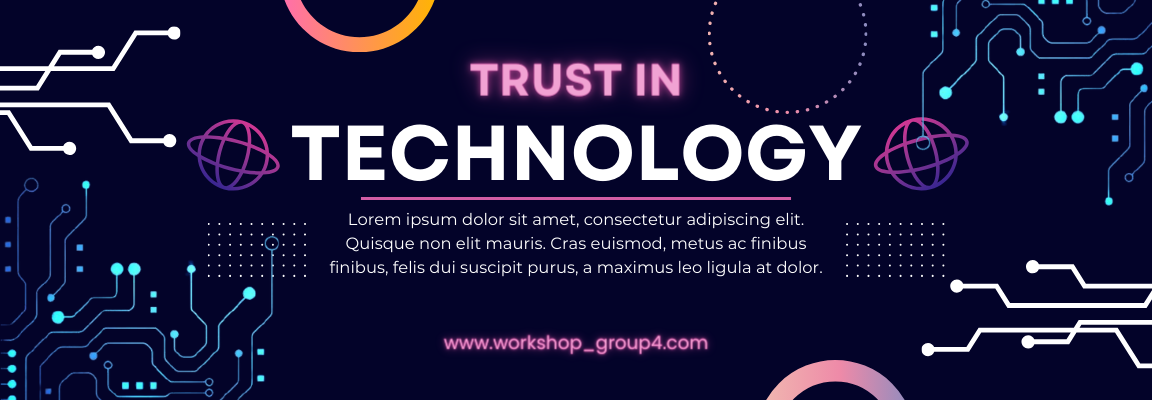 TRUST IN
TECHNOLOGY
Lorem ipsum dolor sit amet, consectetur adipiscing elit.
Quisque non elit mauris. Cras euismod, metus ac finibus
finibus, felis dui suscipit purus, a maximus leo ligula at dolor.
www.workshop_group4.com